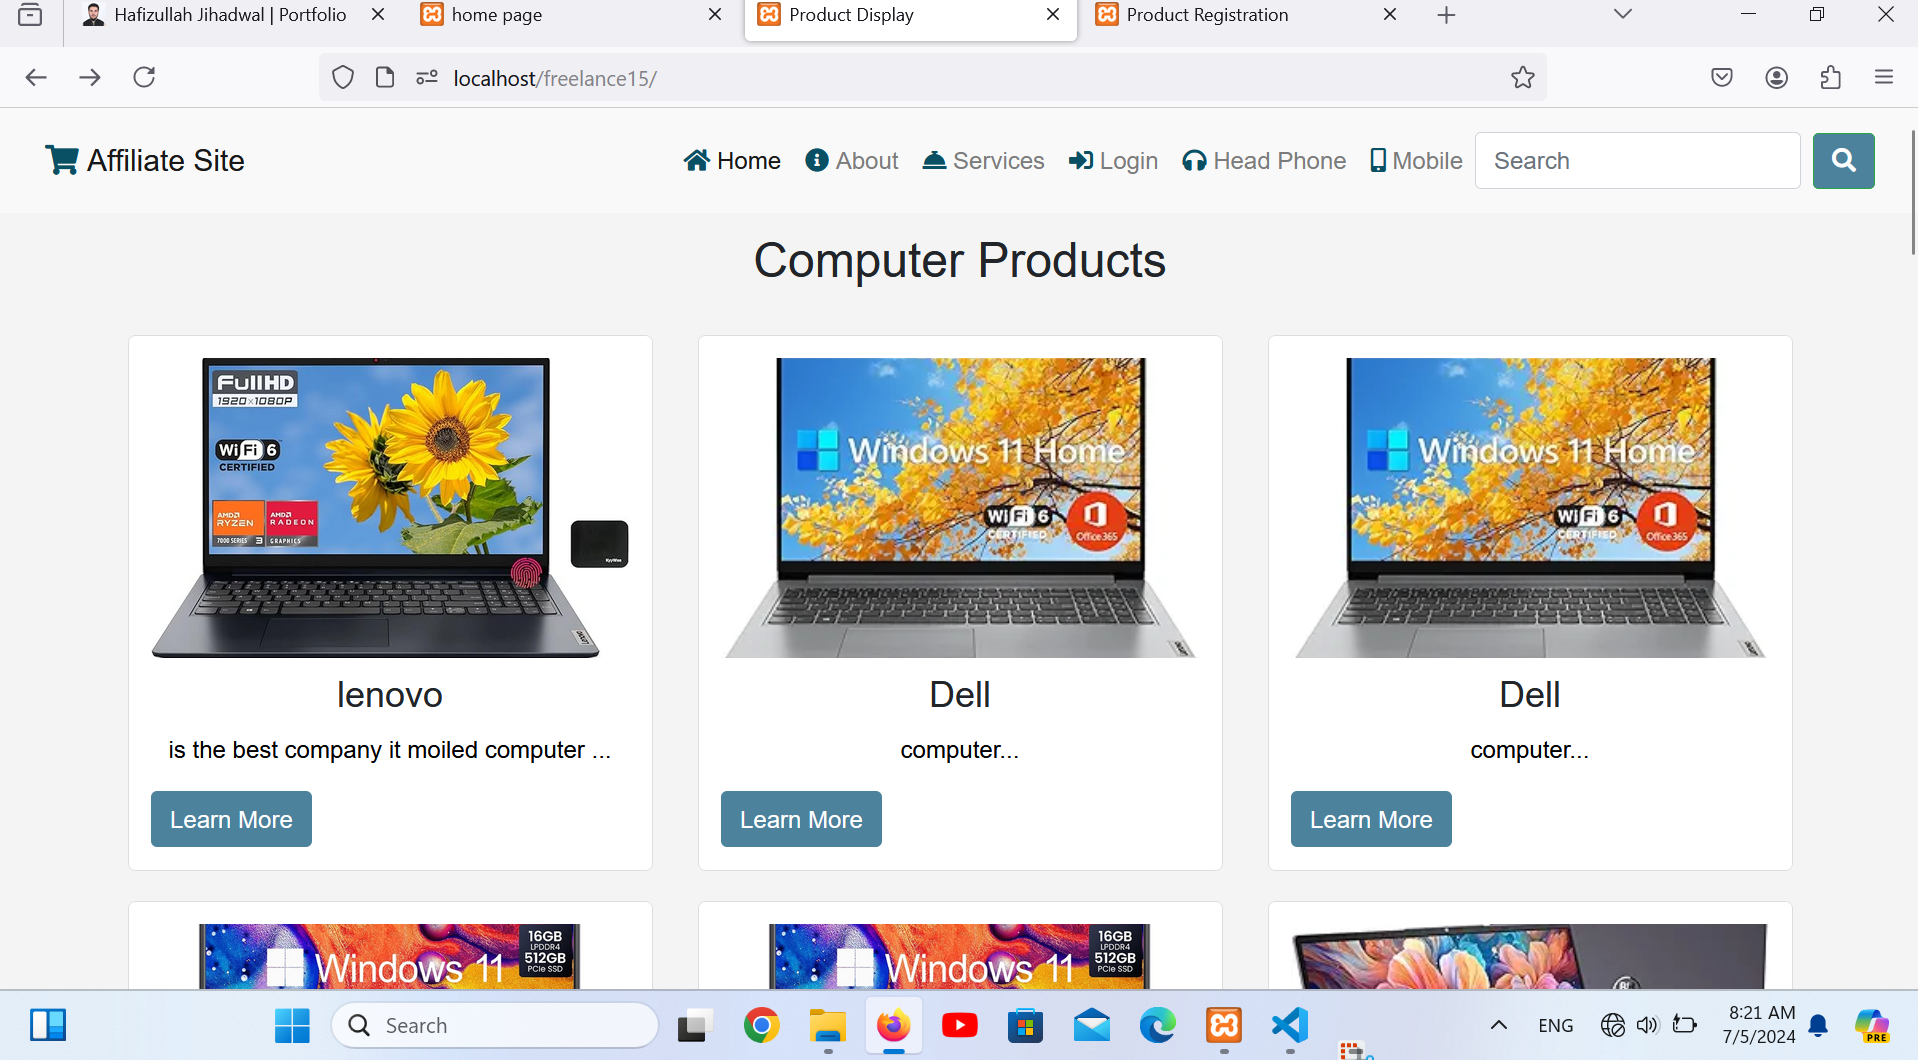 Hafizullah Jihadwal | Portfolio
home page
Product Display
Product Registration
localhost/freelance15/
Affiliate Site
Home
About
Services
Login
Head Phone
Mobile
Search
Computer Products
FullHD
1920x1080P
WiFi 6
CERTIFIED
AMD
RYZEN
7000 SERIES 3
AMD
RADEON
GRAPHICS
lenovo
is the best company it moiled computer ...
Learn More
Windows 11 Home
WiFi 6
CERTIFIED
Office 365
Dell
computer...
Learn More
Windows 11 Home
WiFi 6
CERTIFIED
Office 365
Dell
computer...
Learn More
Windows 11
16GB
LPDDR4
512GB
PCIe SSD
Windows 11
16GB
LPDDR4
512GB
PCIe SSD
Search
ENG
8:21 AM
7/5/2024
PRE